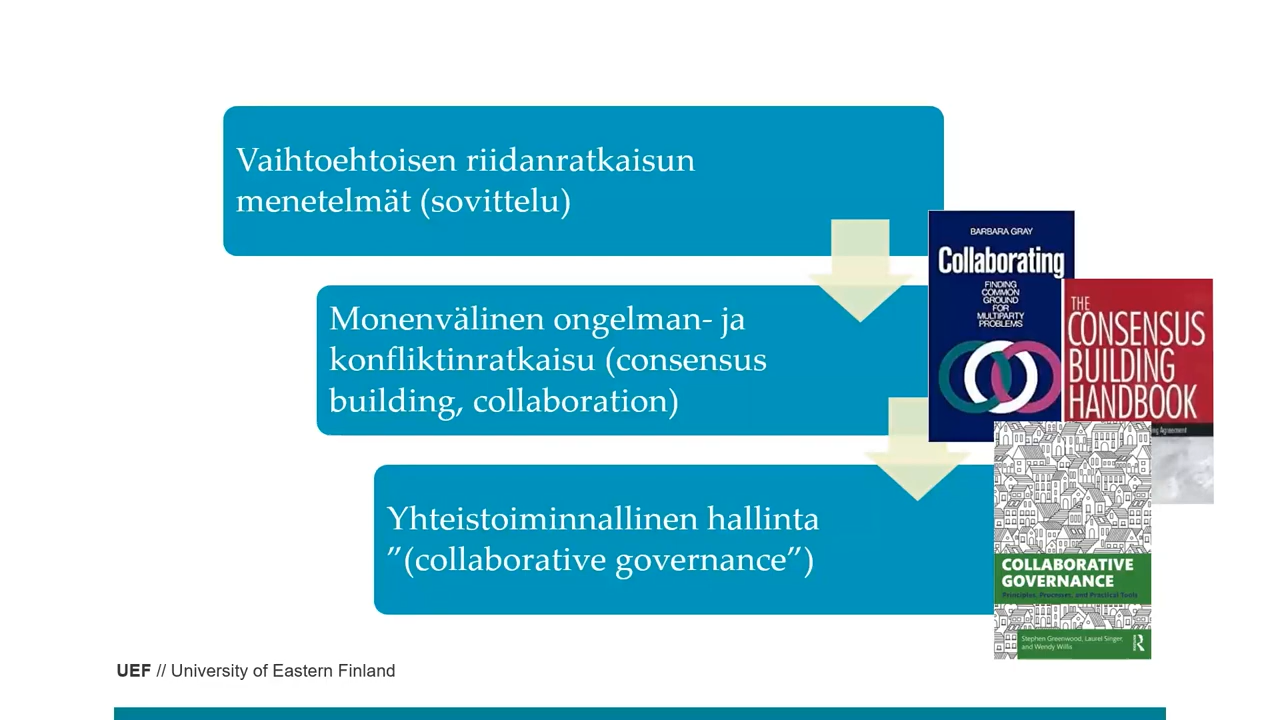 Vaihtoehtoisen riidanratkaisun
menetelmät (sovittelu)
BARBARA GRAY
Collaborating
FINDING
COMMON
GROUND
FOR
MULTIPARTY
PROBLEMS
THE
CONSENSUS
BUILDING
HANDBOOK
ing Agreement
Monenvälinen ongelman- ja
konfliktinratkaisu (consensus
building, collaboration)
Yhteistoiminnallinen hallinta
”(collaborative governance”)
COLLABORATIVE
GOVERNANCE
Principles, Processes, and Practical Tools
Stephen Greenwood, Laurel Singer,
and Wendy Willis
R
UEF // University of Eastern Finland